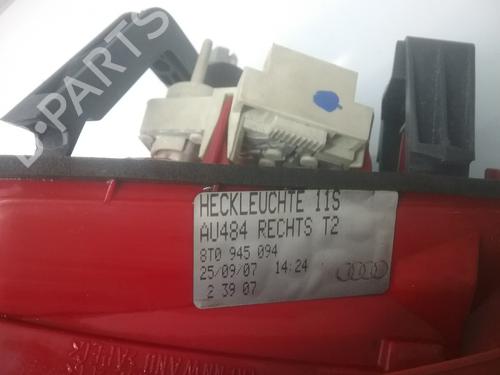 B-PARTS
HECKLEUCHTE 11S
AU484 RECHTS T2
8T0 945 094
25/09/07 14:24
2 39 07